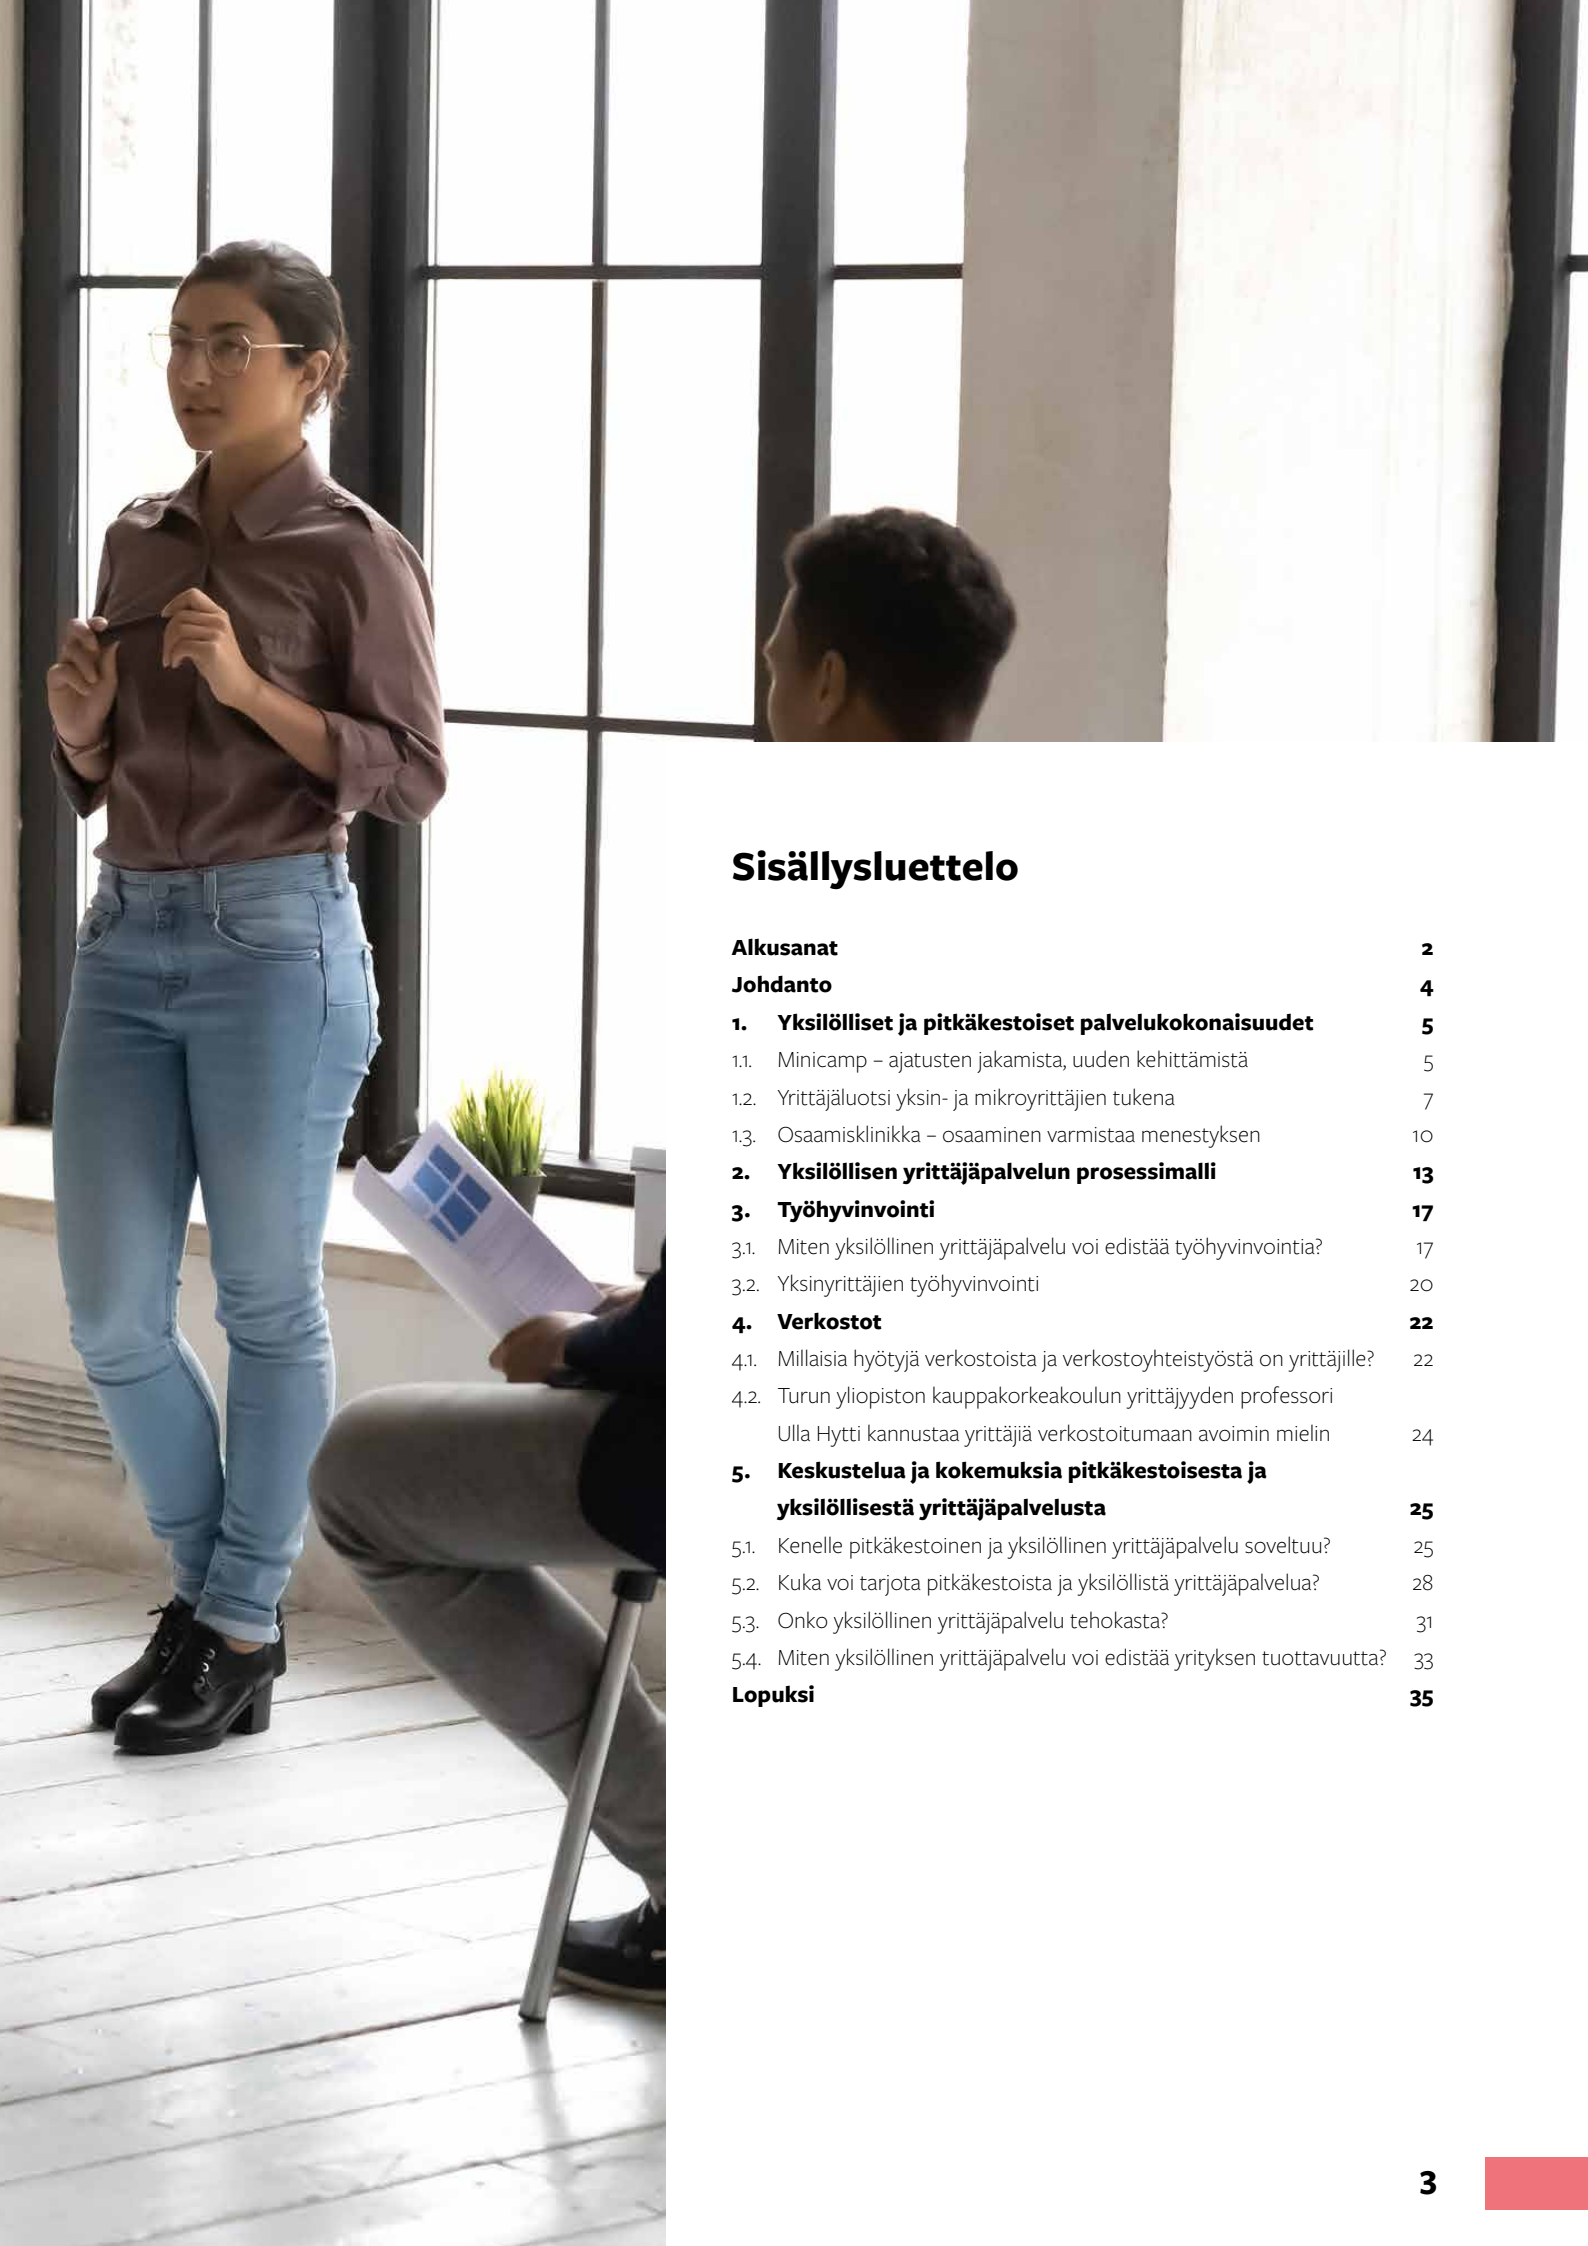 Sisällysluettelo
Alkusanat 2
Johdanto 4
1. Yksilölliset ja pitkäkestoiset palvelukokonaisuudet 5
1.1. Minicamp – ajatusten jakamista, uuden kehittämistä 5
1.2. Yrittäjäluotsi yksin- ja mikroyrittäjien tukena 7
1.3. Osaamisklinikka – osaaminen varmistaa menestyksen 10
2. Yksilöllisen yrittäjäpalvelun prosessimalli 13
3. Työhyvinvointi 17
3.1. Miten yksilöllinen yrittäjäpalvelu voi edistää työhyvinvointia? 17
3.2. Yksinyrittäjien työhyvinvointi 20
4. Verkostot 22
4.1. Millaisia hyötyjä verkostoista ja verkostoyhteistyöstä on yrittäjille? 22
4.2. Turun yliopiston kauppakorkeakoulun yrittäjyyden professori
Ulla Hytti kannustaa yrittäjiä verkostoitumaan avoimin mielin 24
5. Keskustelua ja kokemuksia pitkäkestoisesta ja
yksilöllisestä yrittäjäpalvelusta 25
5.1. Kenelle pitkäkestoinen ja yksilöllinen yrittäjäpalvelu soveltuu? 25
5.2. Kuka voi tarjota pitkäkestoista ja yksilöllistä yrittäjäpalvelua? 28
5.3. Onko yksilöllinen yrittäjäpalvelu tehokasta? 31
5.4. Miten yksilöllinen yrittäjäpalvelu voi edistää yrityksen tuottavuutta? 33
Lopuksi 35
3